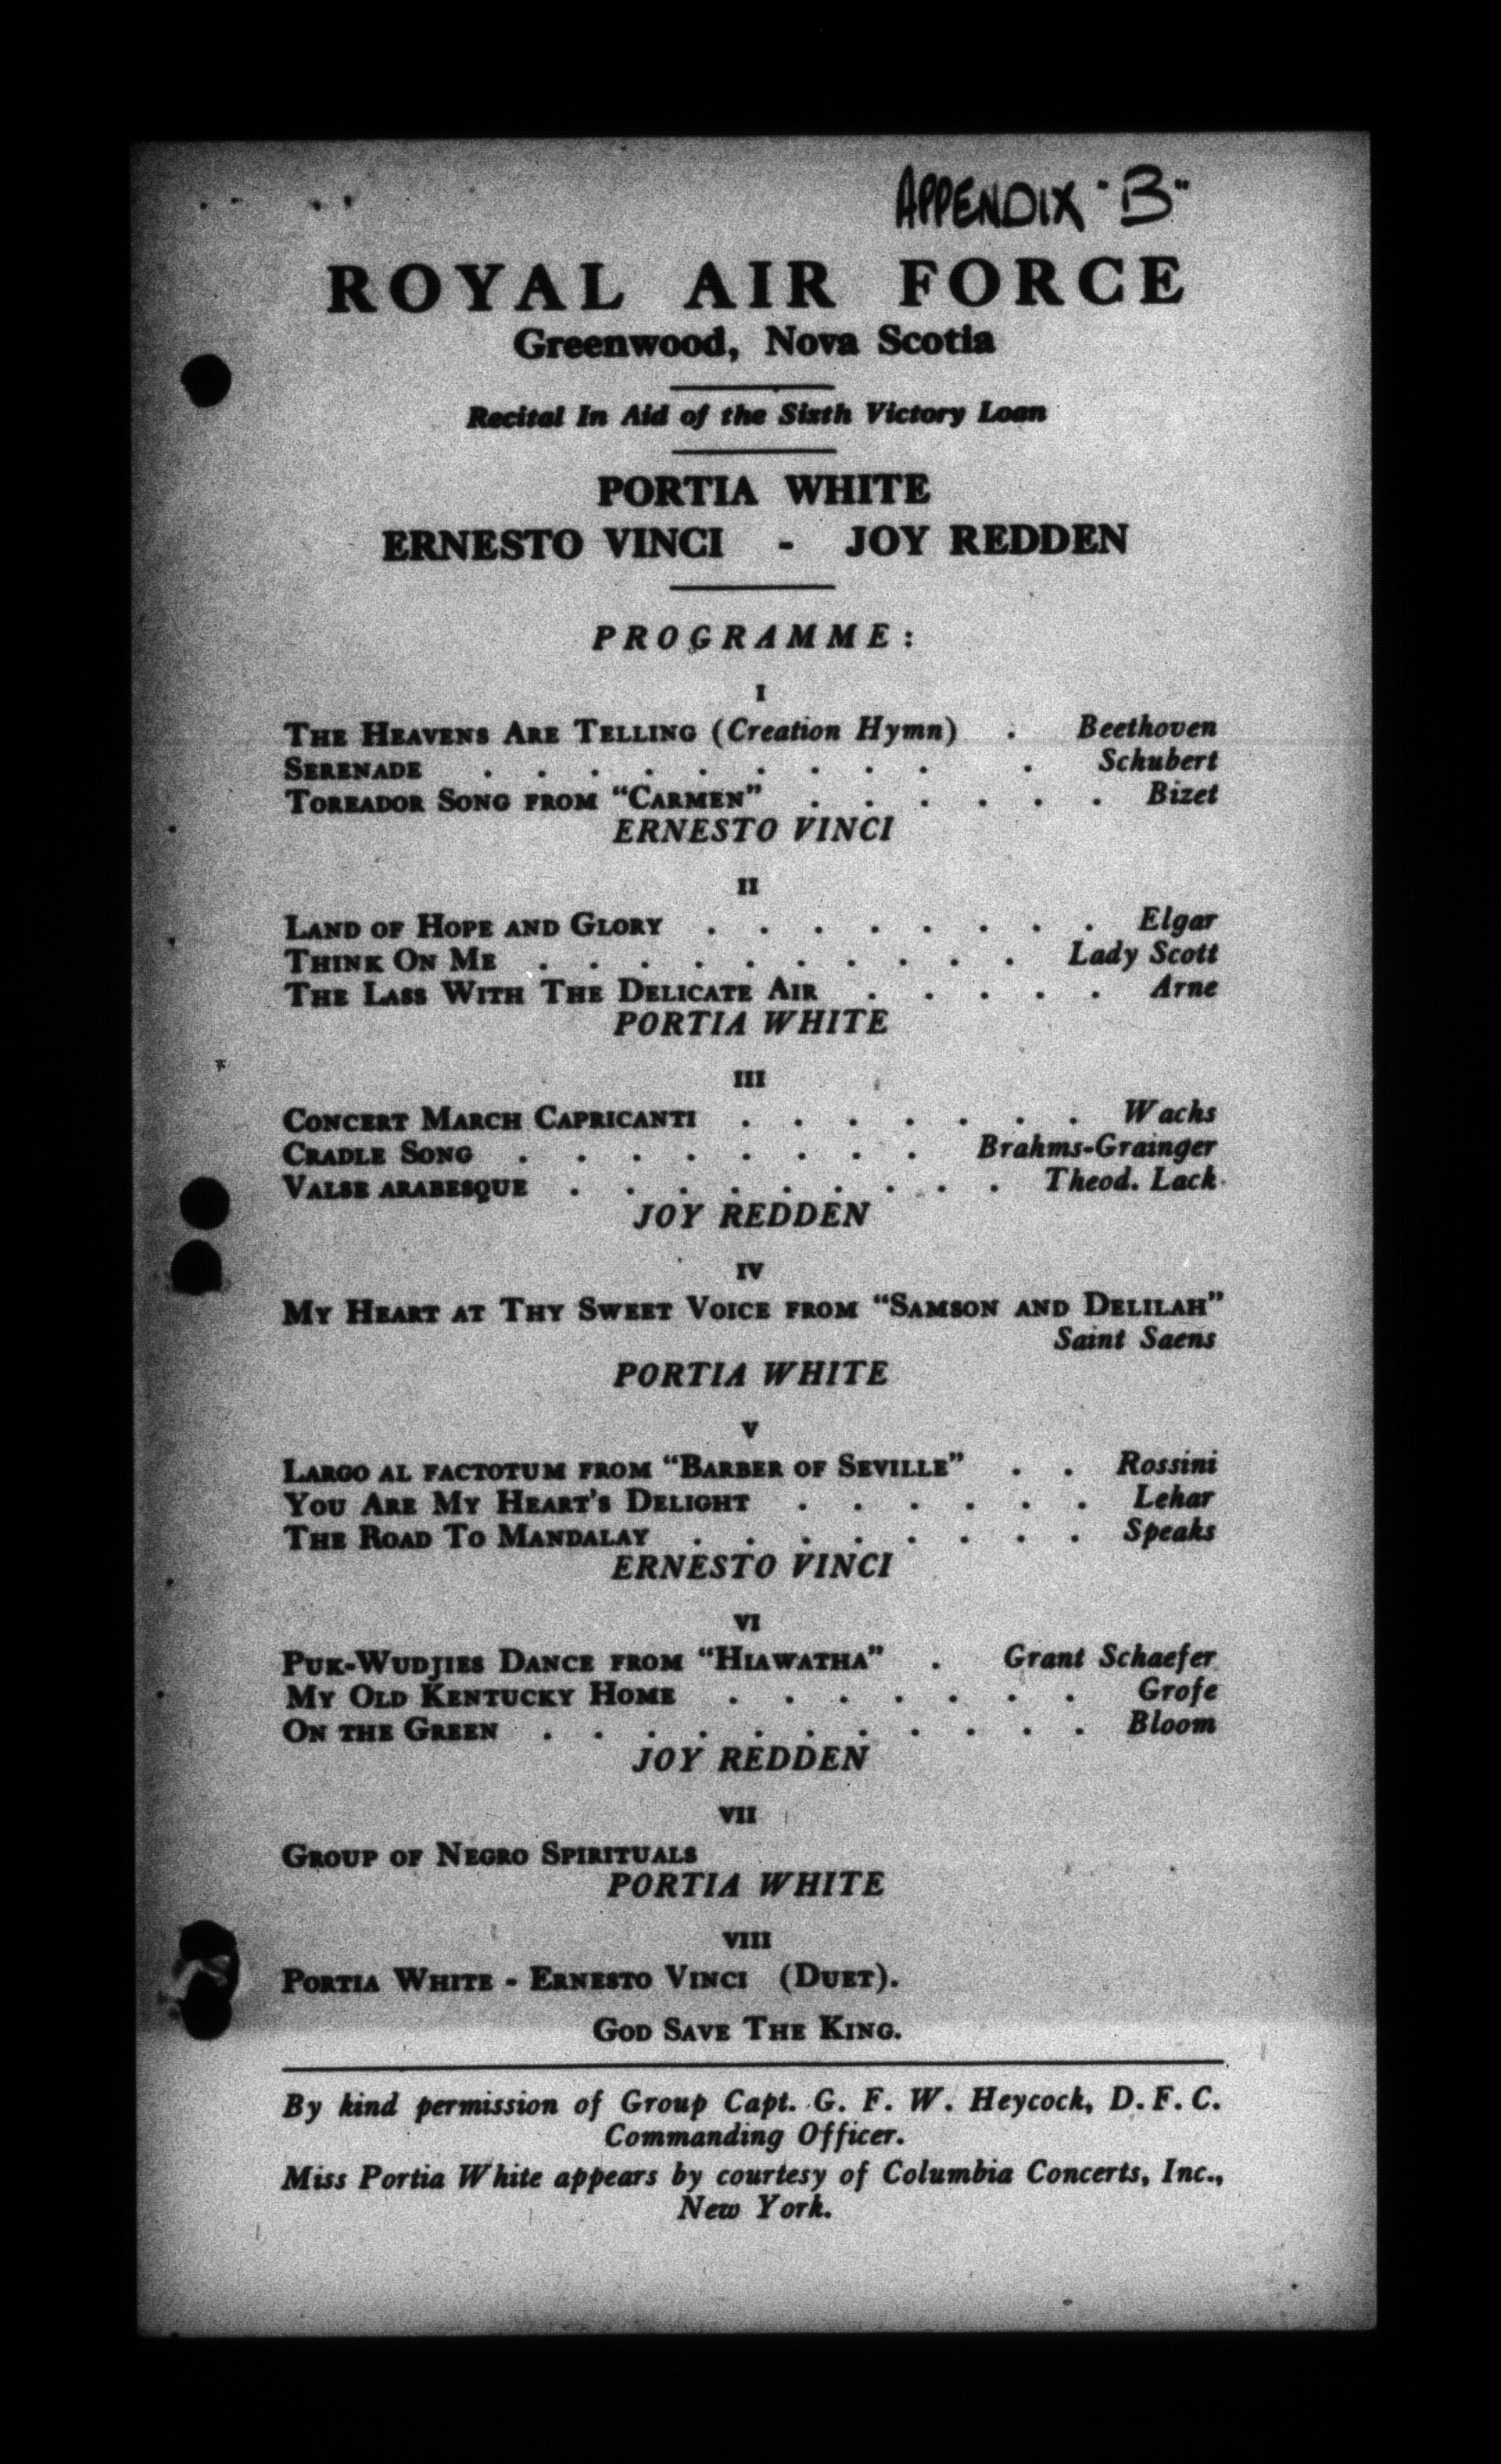 APPENDIX "B"
ROYAL AIR FORCE
Greenwood, Nova Scotia
Recital In Aid of the Sixth Victory Loan
PORTIA WHITE
ERNESTO VINCI - JOY REDDEN
PROGRAMME:
I
THE HEAVENS ARE TELLING (Creation Hymn) . Beethoven
SERENADE . . . . . . . . . . Schubert
TOREADOR SONG FROM "CARMEN" . . . . . . Bizet
ERNESTO VINCI
II
LAND OF HOPE AND GLORY . . . . . . . . Elgar
THINK ON ME . . . . . . . . . . Lady Scott
THE LASS WITH THE DELICATE AIR . . . . . Arne
PORTIA WHITE
III
CONCERT MARCH CAPRICANTI . . . . . . . Wachs
CRADLE SONG . . . . . . . . Brahms-Grainger
VALSE ARABESQUE . . . . . . . . . Theod. Lack
JOY REDDEN
IV
MY HEART AT THY SWEET VOICE FROM "SAMSON AND DELILAH"
Saint Saens
PORTIA WHITE
V
LARGO AL FACTOTUM FROM "BARBER OF SEVILLE" . . Rossini
YOU ARE MY HEART'S DELIGHT . . . . . . Lehar
THE ROAD TO MANDALAY . . . . . . . . Speaks
ERNESTO VINCI
VI
PUK-WUDJIES DANCE FROM "HIAWATHA" . Grant Schaefer
MY OLD KENTUCKY HOME . . . . . . . Grofe
ON THE GREEN . . . . . . . . . . . Bloom
JOY REDDEN
VII
GROUP OF NEGRO SPIRITUALS
PORTIA WHITE
VIII
PORTIA WHITE - ERNESTO VINCI (DUET).
GOD SAVE THE KING.
By kind permission of Group Capt. G. F. W. Heycock, D. F. C.
Commanding Officer.
Miss Portia White appears by courtesy of Columbia Concerts, Inc.,
New York.